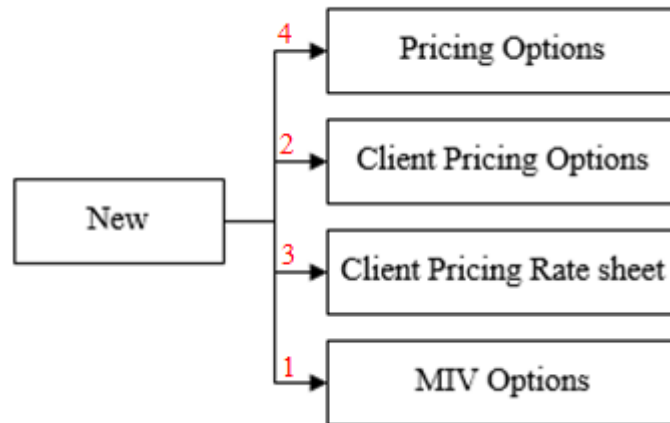 4
Pricing Options
2
Client Pricing Options
New
3
Client Pricing Rate sheet
1
MIV Options